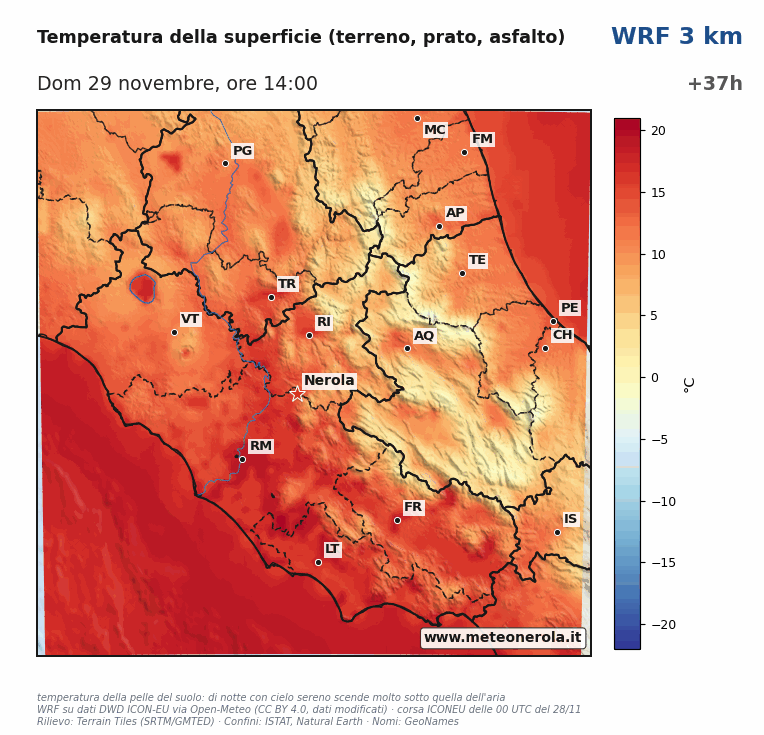 Temperatura della superficie (terreno, prato, asfalto)
WRF 3 km
Dom 29 novembre, ore 14:00
+37h
MC
FM
PG
AP
TE
TR
PE
VT
RI
AQ
CH
Nerola
RM
FR
IS
LT
www.meteonerola.it
20
15
10
5
0
−5
−10
−15
−20
°C
temperatura della pelle del suolo: di notte con cielo sereno scende molto sotto quella dell'aria
WRF su dati DWD ICON-EU via Open-Meteo (CC BY 4.0, dati modificati) · corsa ICONEU delle 00 UTC del 28/11
Rilievo: Terrain Tiles (SRTM/GMTED) · Confini: ISTAT, Natural Earth · Nomi: GeoNames